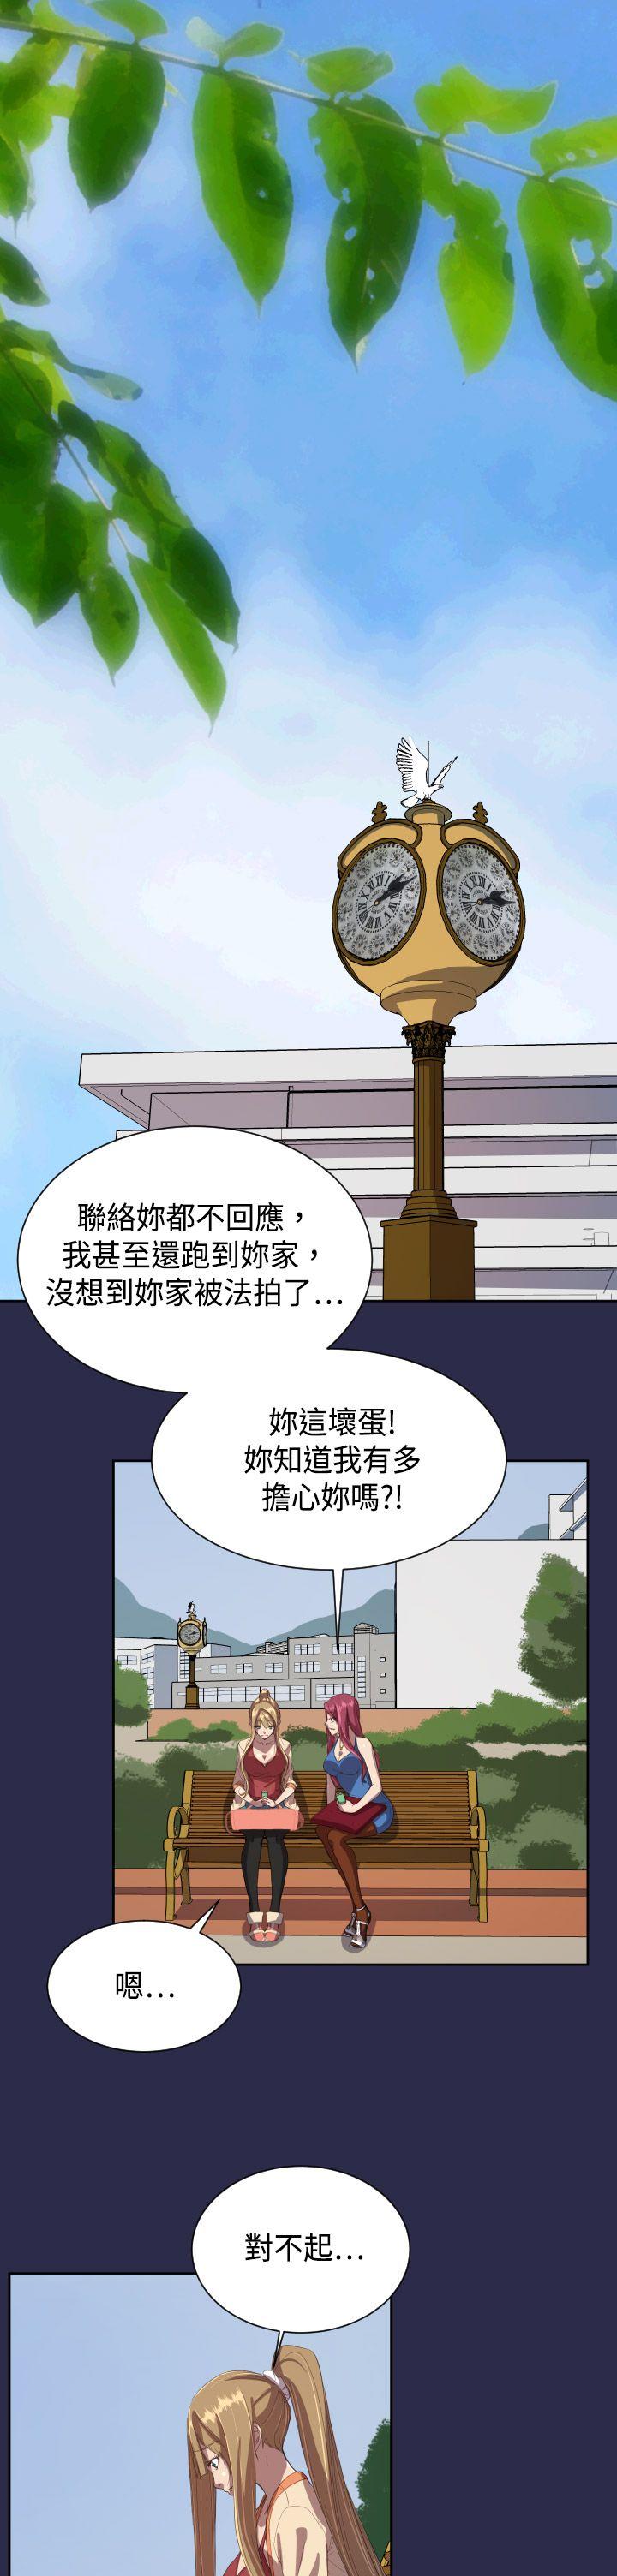 聯絡妳都不回應，
我甚至還跑到妳家，
沒想到妳家被法拍了...
妳這壞蛋!
妳知道我有多
擔心妳嗎?!
嗯...
對不起...